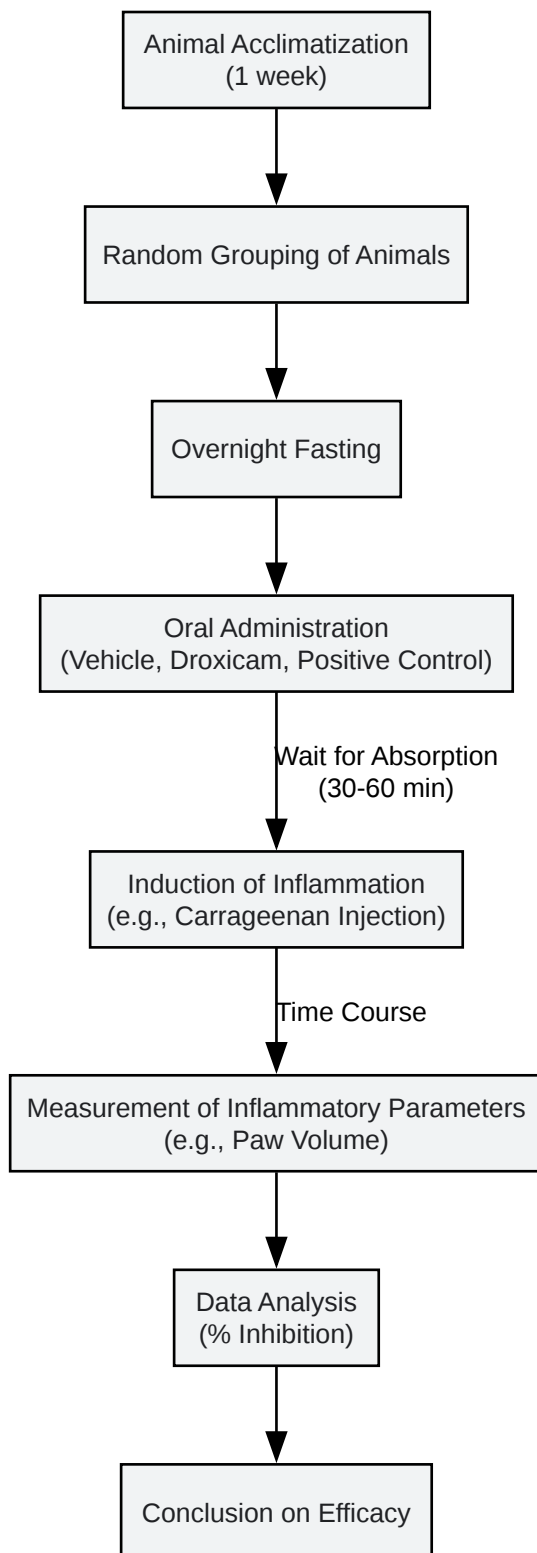 Animal Acclimatization
(1 week)
Random Grouping of Animals
Overnight Fasting
Oral Administration
(Vehicle, Droxicam, Positive Control)
Wait for Absorption
(30-60 min)
Induction of Inflammation
(e.g., Carrageenan Injection)
Time Course
Measurement of Inflammatory Parameters
(e.g., Paw Volume)
Data Analysis
(% Inhibition)
Conclusion on Efficacy